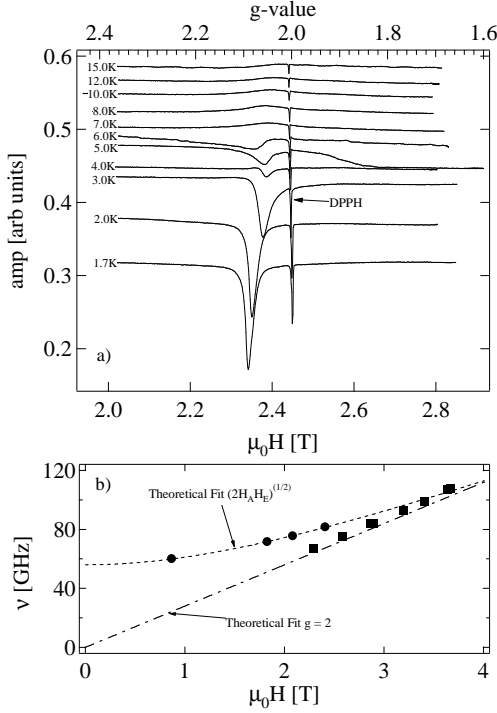 g-value
2.4 2.2 2.0 1.8 1.6
0.6
0.5
0.4
0.3
0.2
amp [arb units]
15.0K
12.0K
10.0K
8.0K
7.0K
6.0K
5.0K
4.0K
3.0K
2.0K
1.7K
DPPH
a)
2.0 2.2 2.4 2.6 2.8
μ₀H [T]
120
80
40
0
ν [GHz]
b)
Theoretical Fit (2H_AH_E)^(1/2)
Theoretical Fit g = 2
0 1 2 3 4
μ₀H [T]